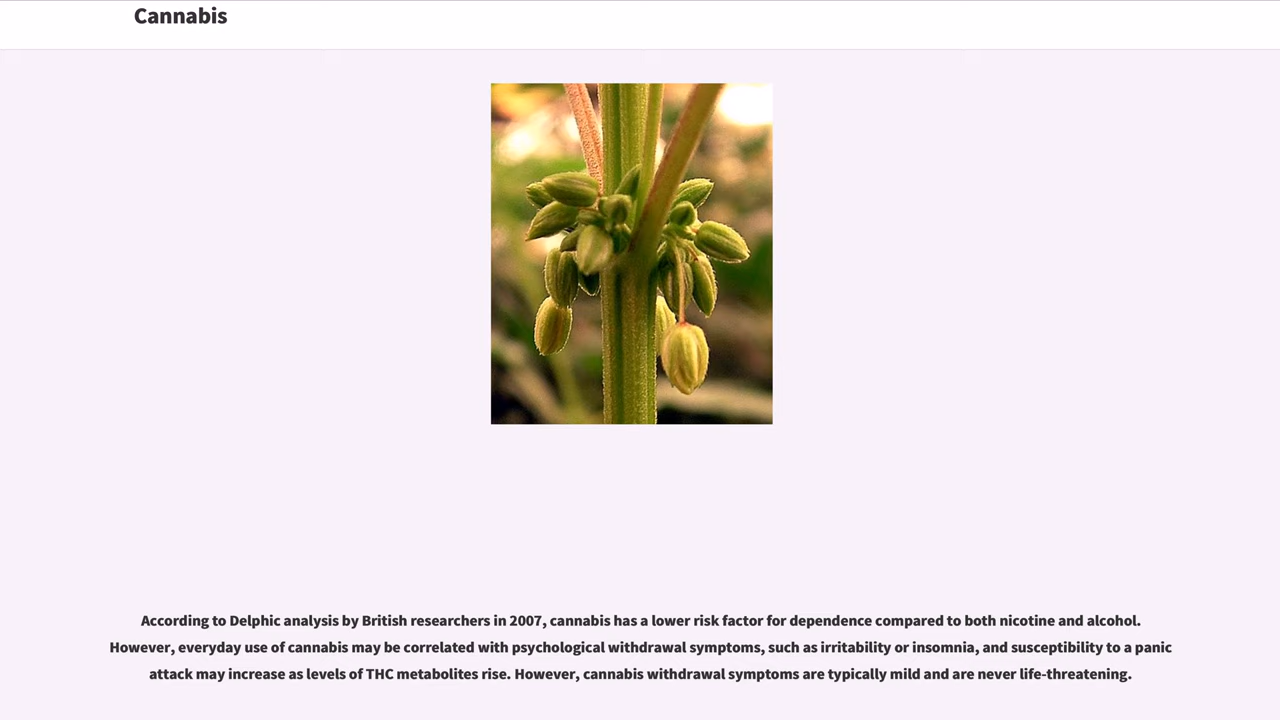 Cannabis
According to Delphic analysis by British researchers in 2007, cannabis has a lower risk factor for dependence compared to both nicotine and alcohol.
However, everyday use of cannabis may be correlated with psychological withdrawal symptoms, such as irritability or insomnia, and susceptibility to a panic
attack may increase as levels of THC metabolites rise. However, cannabis withdrawal symptoms are typically mild and are never life-threatening.